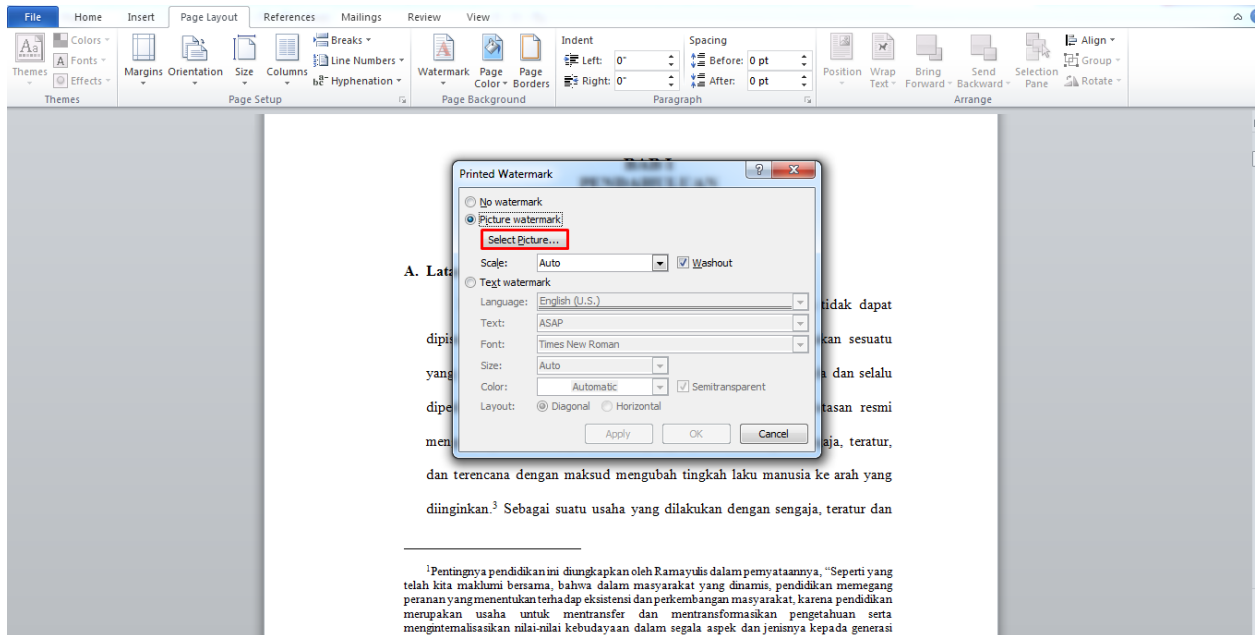 File Home Insert Page Layout References Mailings Review View
Aa Colors Breaks Indent Spacing Align
A Fonts Line Numbers Left: 0" Before: 0 pt Group
Themes Effects Margins Orientation Size Columns Hyphenation Watermark Page Color Page Borders Right: 0" After: 0 pt Position Wrap Text Bring Forward Send Backward Selection Pane Rotate
Themes Page Setup Page Background Paragraph Arrange
BAB I
PENDAHULUAN
Printed Watermark
No watermark
Picture watermark
Select Picture...
Scale: Auto Washout
Text watermark
Language: English (U.S.)
Text: ASAP
Font: Times New Roman
Size: Auto
Color: Automatic Semitransparent
Layout: Diagonal Horizontal
Apply OK Cancel
A. Lata
tidak dapat
dipis kan sesuatu
yang a dan selalu
dipe tasan resmi
men aja, teratur,
dan terencana dengan maksud mengubah tingkah laku manusia ke arah yang
diinginkan.3 Sebagai suatu usaha yang dilakukan dengan sengaja, teratur dan
1Pentingnya pendidikan ini diungkapkan oleh Ramayulis dalam pernyataannya, “Seperti yang
telah kita maklumi bersama, bahwa dalam masyarakat yang dinamis, pendidikan memegang
peranan yang menentukan terhadap eksistensi dan perkembangan masyarakat, karena pendidikan
merupakan usaha untuk mentransfer dan mentransformasikan pengetahuan serta
menginternalisasikan nilai-nilai kebudayaan dalam segala aspek dan jenisnya kepada generasi